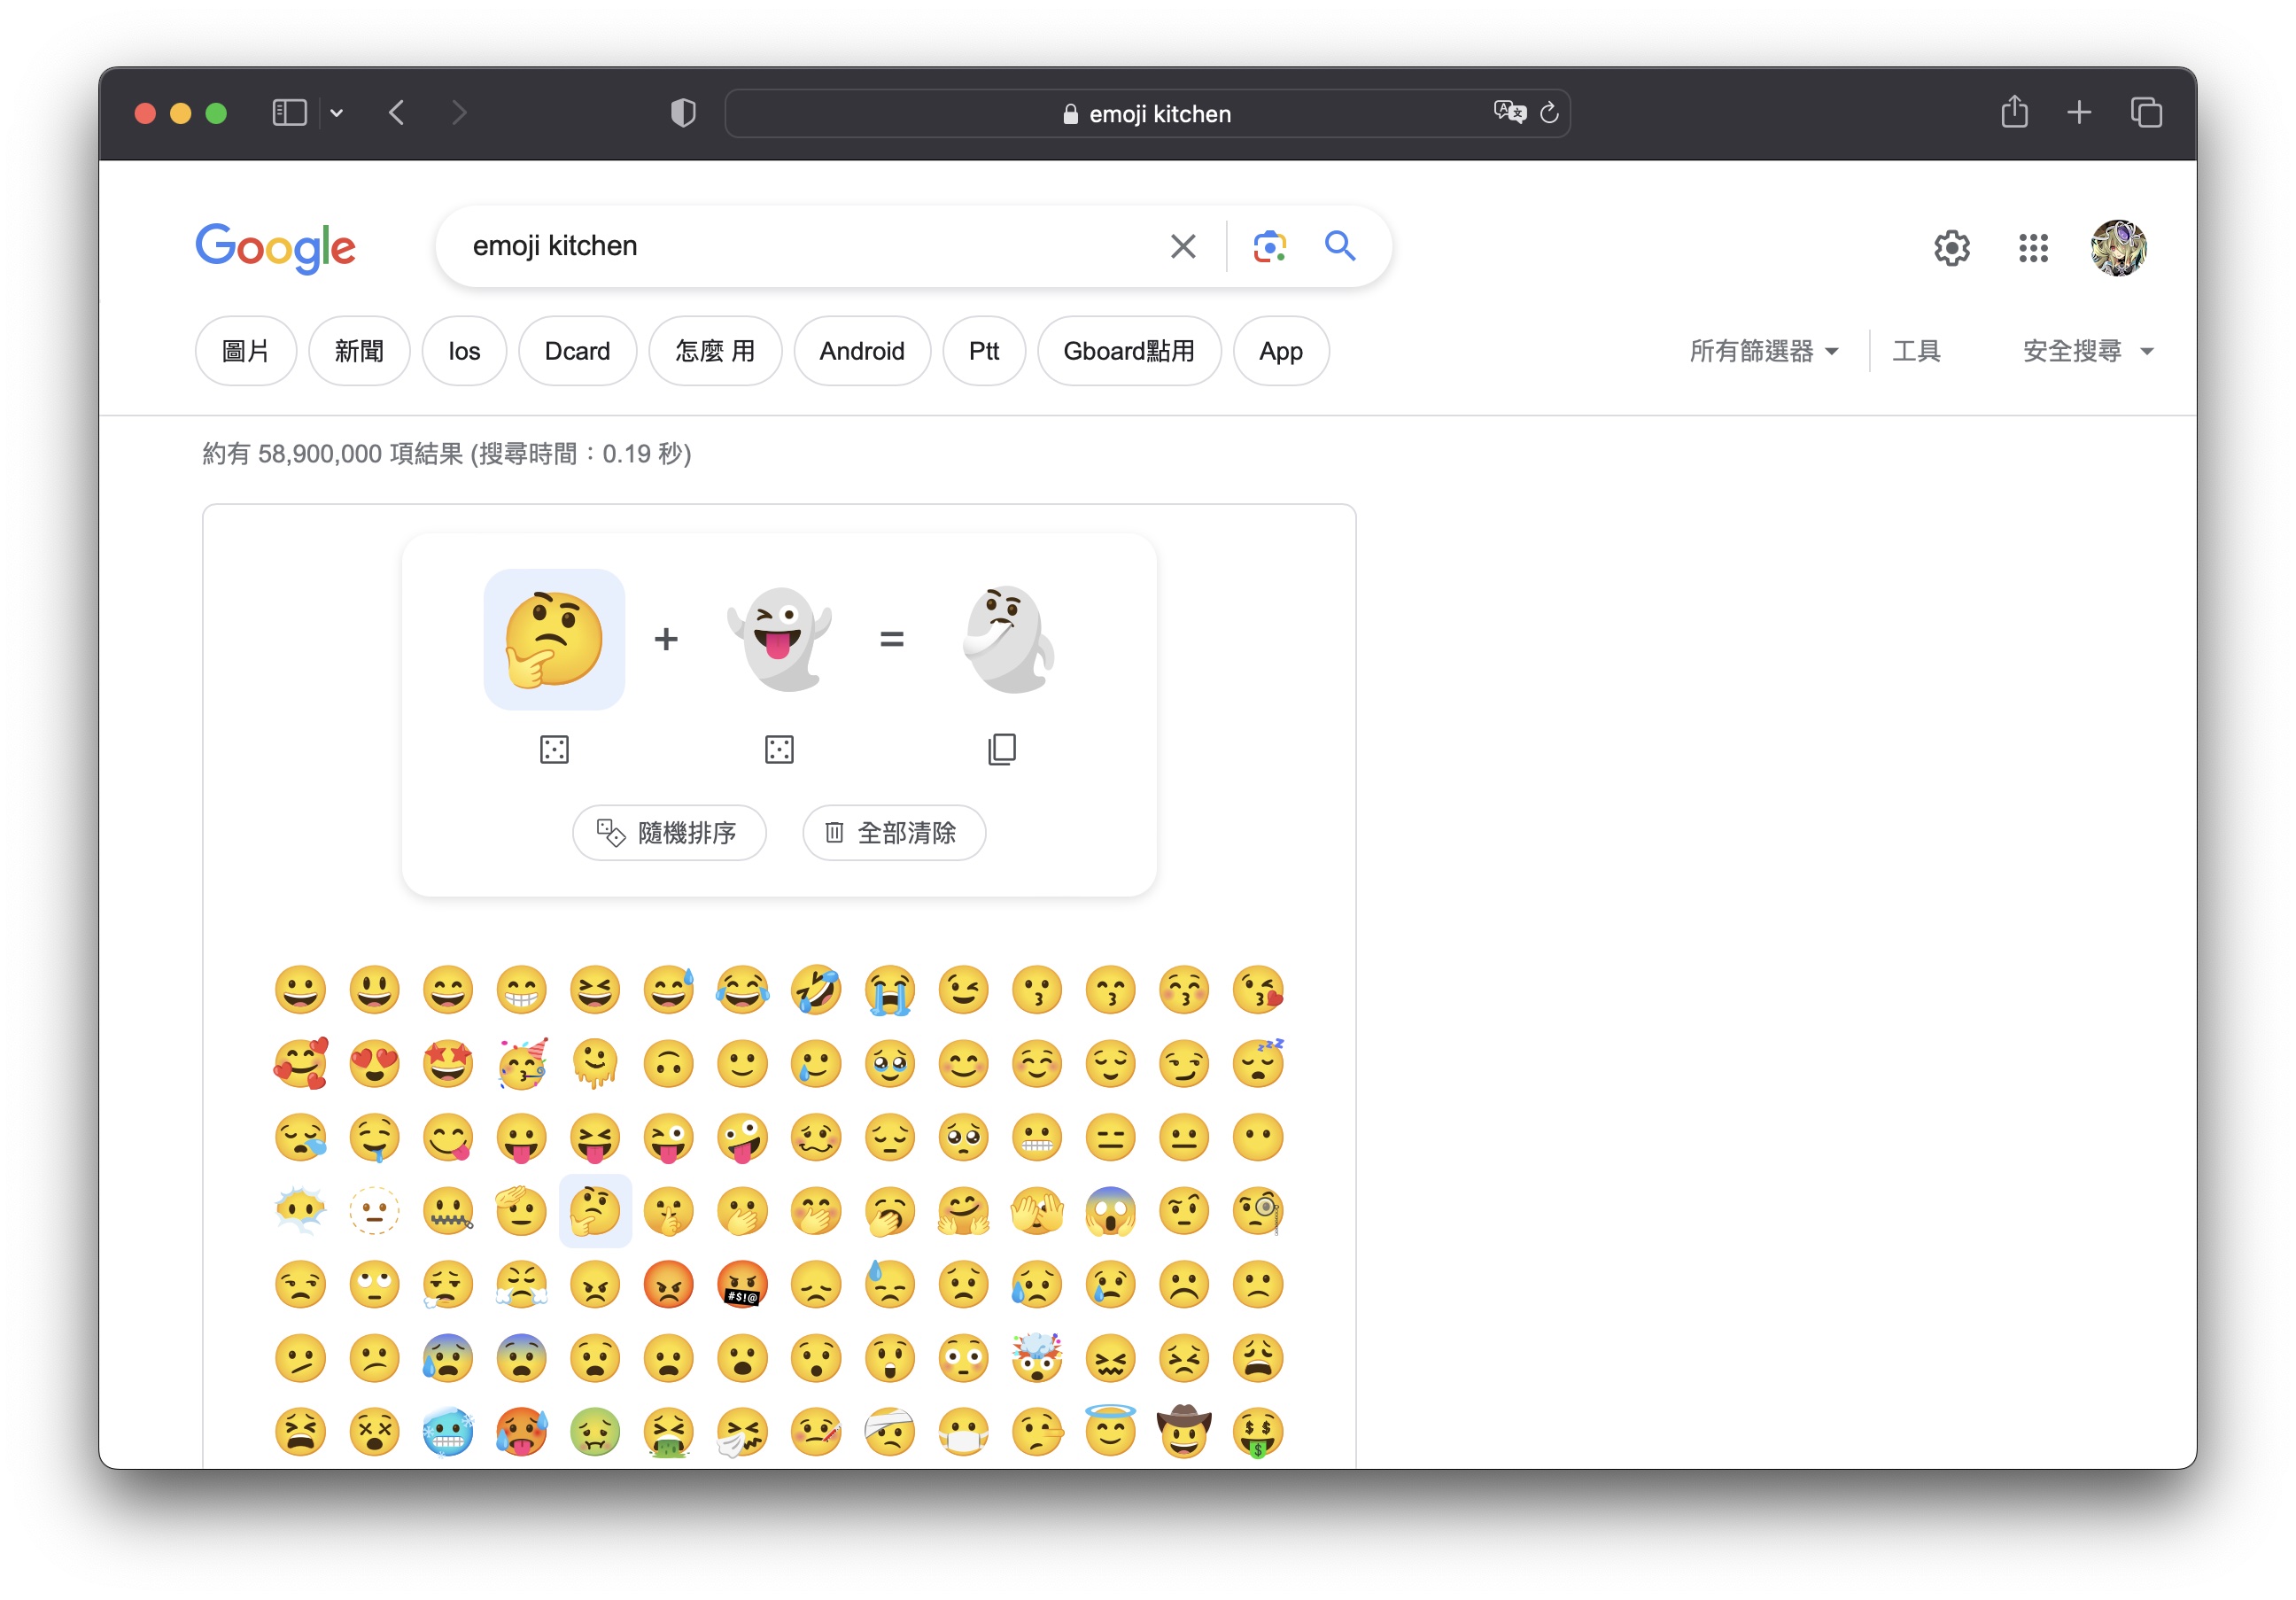 emoji kitchen
Google
emoji kitchen
圖片 新聞 Ios Dcard 怎麼 用 Android Ptt Gboard點用 App 所有篩選器 工具 安全搜尋
約有 58,900,000 項結果 (搜尋時間：0.19 秒)
+ =
隨機排序 全部清除
#$!@